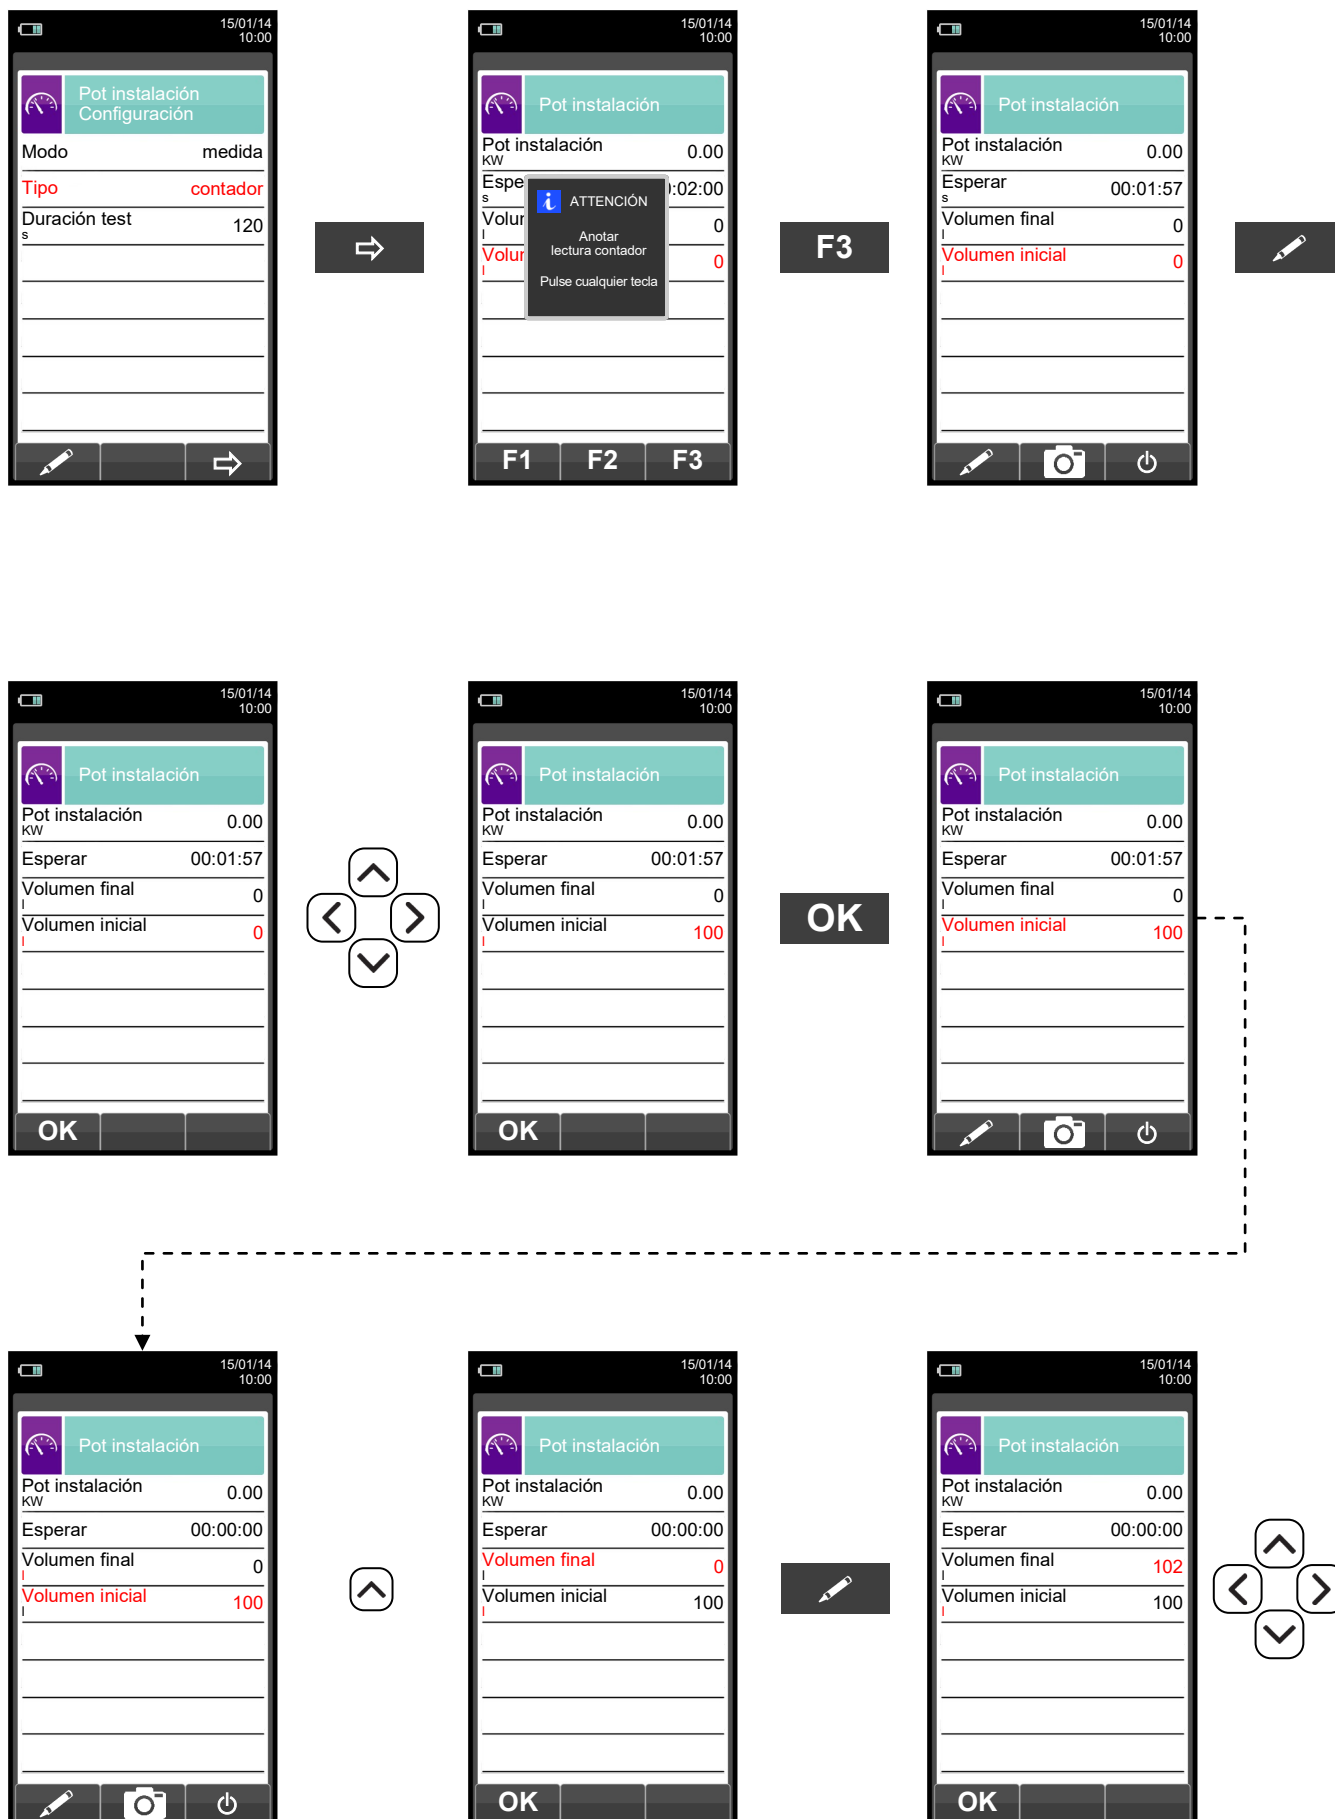 15/01/14
10:00
Pot instalación
Configuración
Modo medida
Tipo contador
Duración test 120
s
15/01/14
10:00
Pot instalación
Pot instalación 0.00
KW
Espe :02:00
s
Volur 0
l
Volur 0
l
i ATTENCIÓN
Anotar
lectura contador
Pulse cualquier tecla
F1 F2 F3
F3
15/01/14
10:00
Pot instalación
Pot instalación 0.00
KW
Esperar 00:01:57
s
Volumen final 0
l
Volumen inicial 0
l
15/01/14
10:00
Pot instalación
Pot instalación 0.00
KW
Esperar 00:01:57
Volumen final 0
l
Volumen inicial 0
l
OK
15/01/14
10:00
Pot instalación
Pot instalación 0.00
KW
Esperar 00:01:57
Volumen final 0
l
Volumen inicial 100
l
OK
OK
15/01/14
10:00
Pot instalación
Pot instalación 0.00
KW
Esperar 00:01:57
Volumen final 0
l
Volumen inicial 100
l
15/01/14
10:00
Pot instalación
Pot instalación 0.00
KW
Esperar 00:00:00
Volumen final 0
l
Volumen inicial 100
l
15/01/14
10:00
Pot instalación
Pot instalación 0.00
KW
Esperar 00:00:00
Volumen final 0
l
Volumen inicial 100
l
OK
15/01/14
10:00
Pot instalación
Pot instalación 0.00
KW
Esperar 00:00:00
Volumen final 102
l
Volumen inicial 100
l
OK